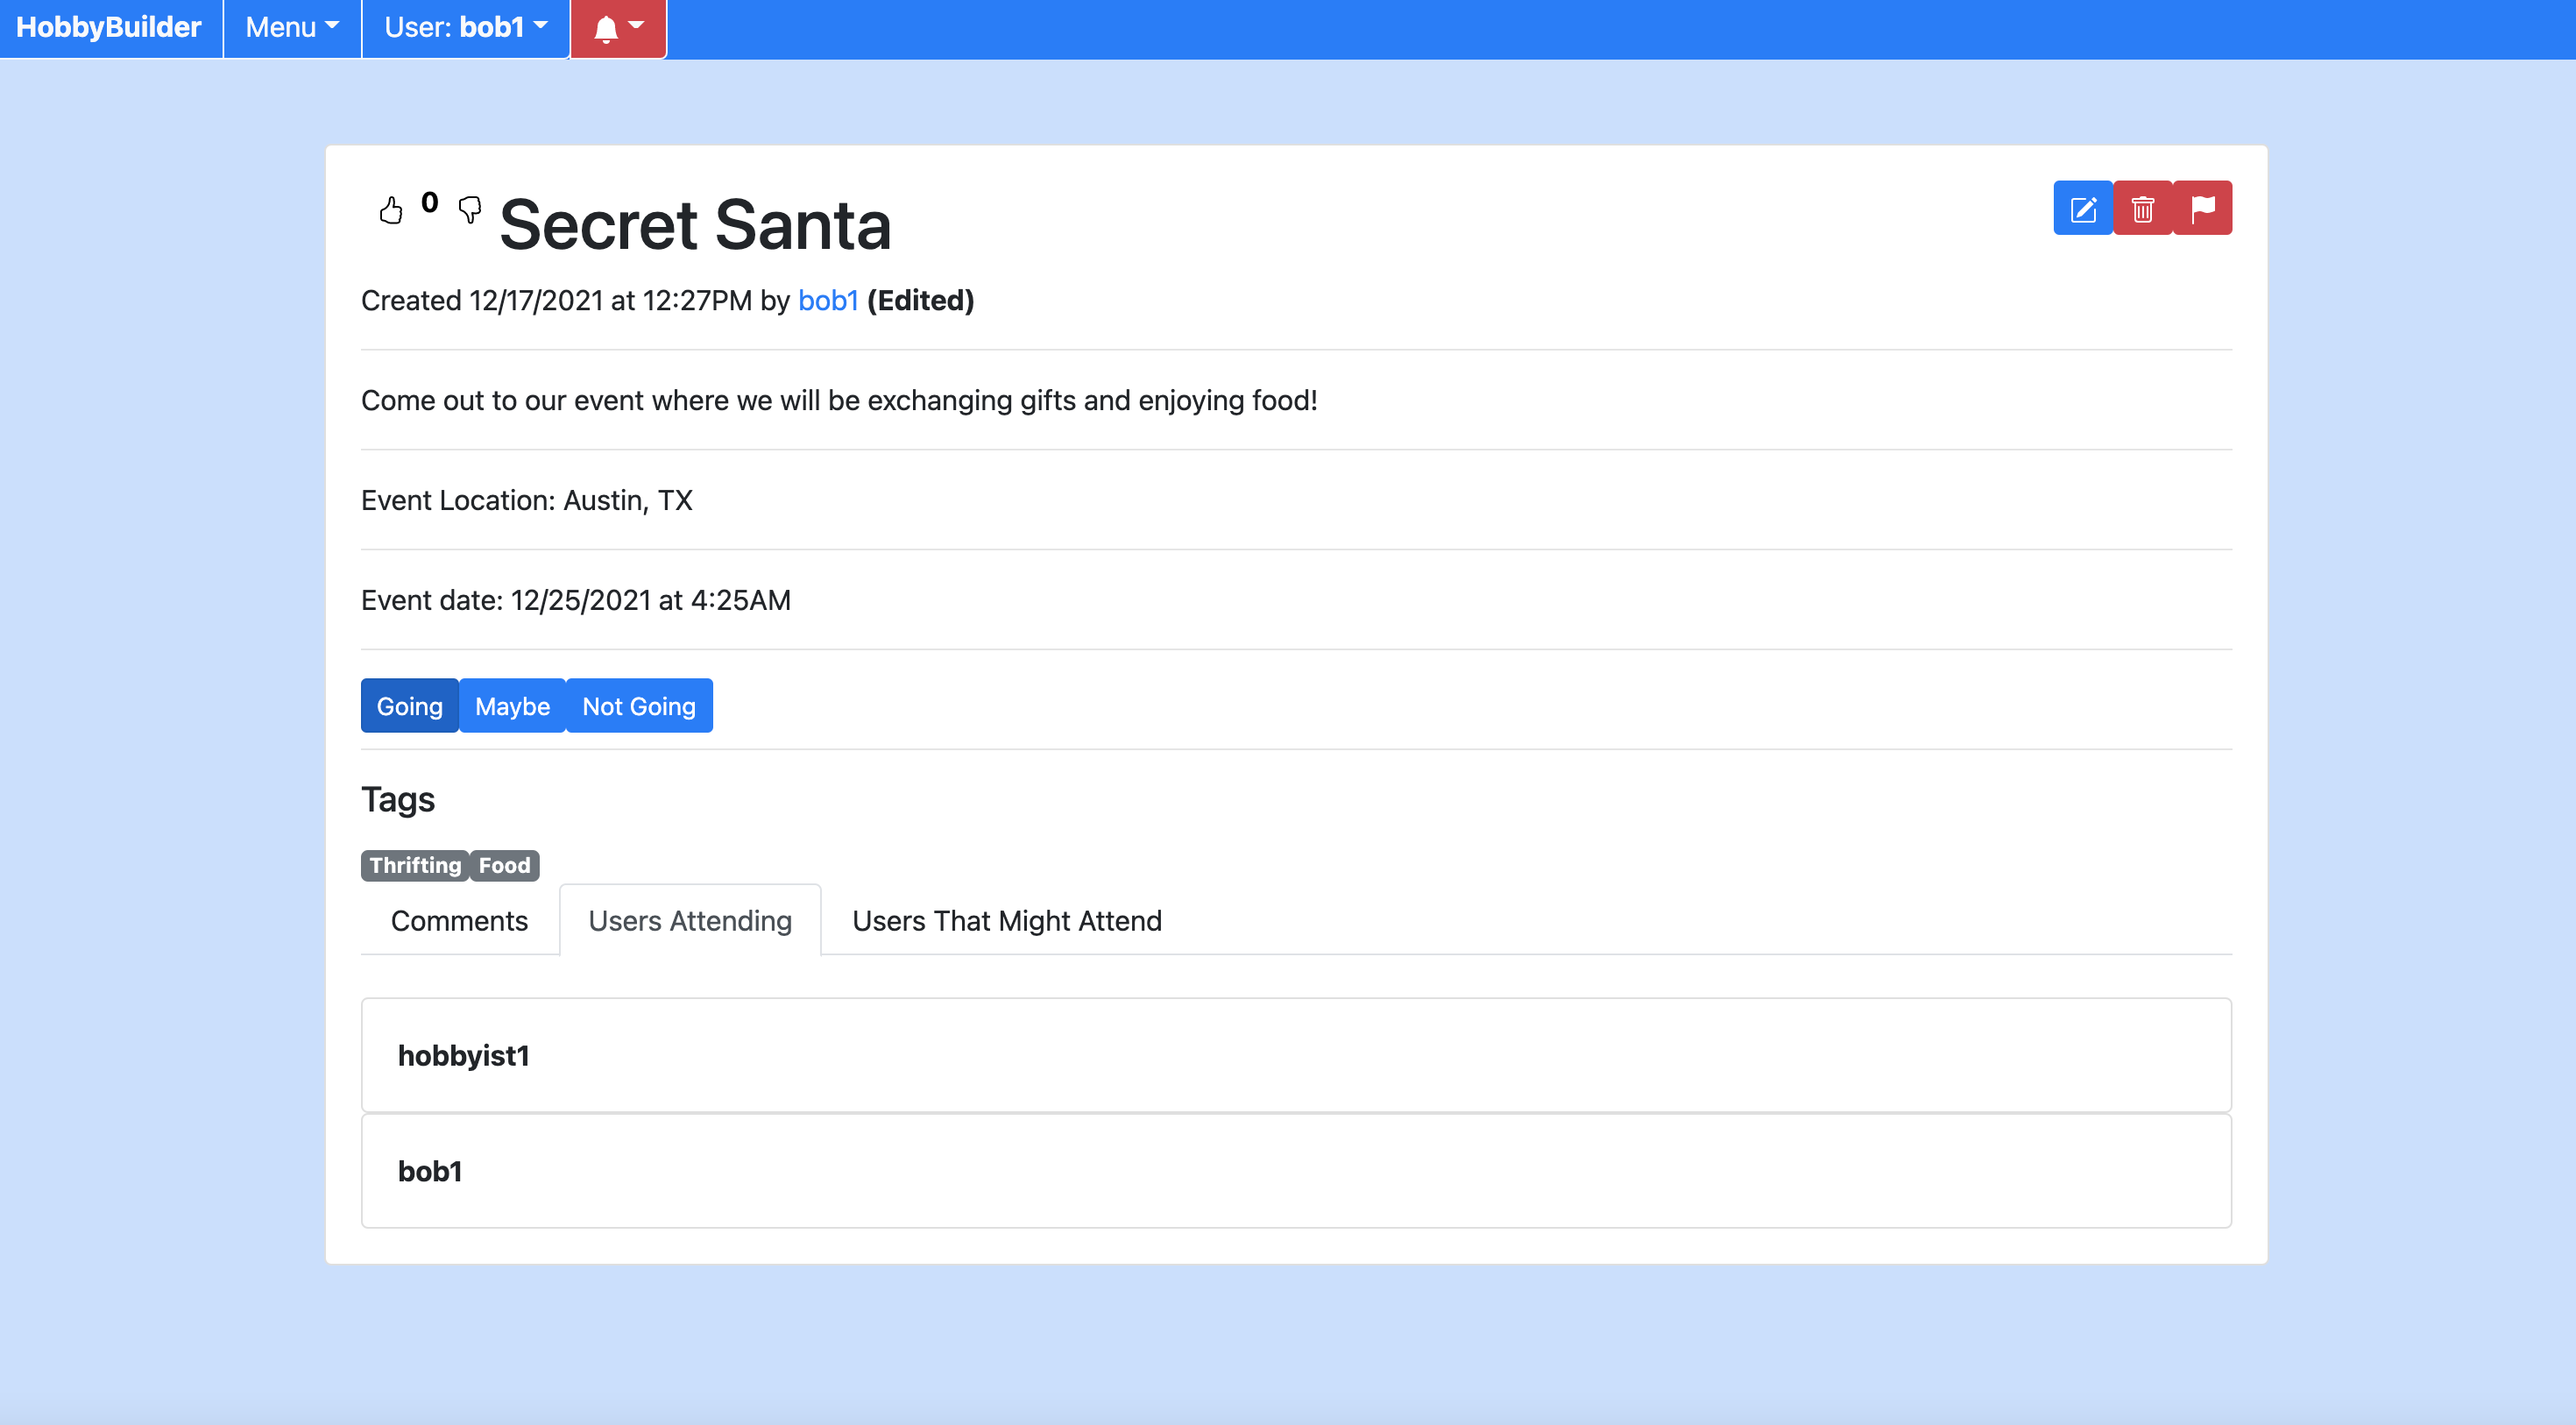 HobbyBuilder Menu User: bob1
0 Secret Santa
Created 12/17/2021 at 12:27PM by bob1 (Edited)
Come out to our event where we will be exchanging gifts and enjoying food!
Event Location: Austin, TX
Event date: 12/25/2021 at 4:25AM
Going Maybe Not Going
Tags
Thrifting Food
Comments Users Attending Users That Might Attend
hobbyist1
bob1